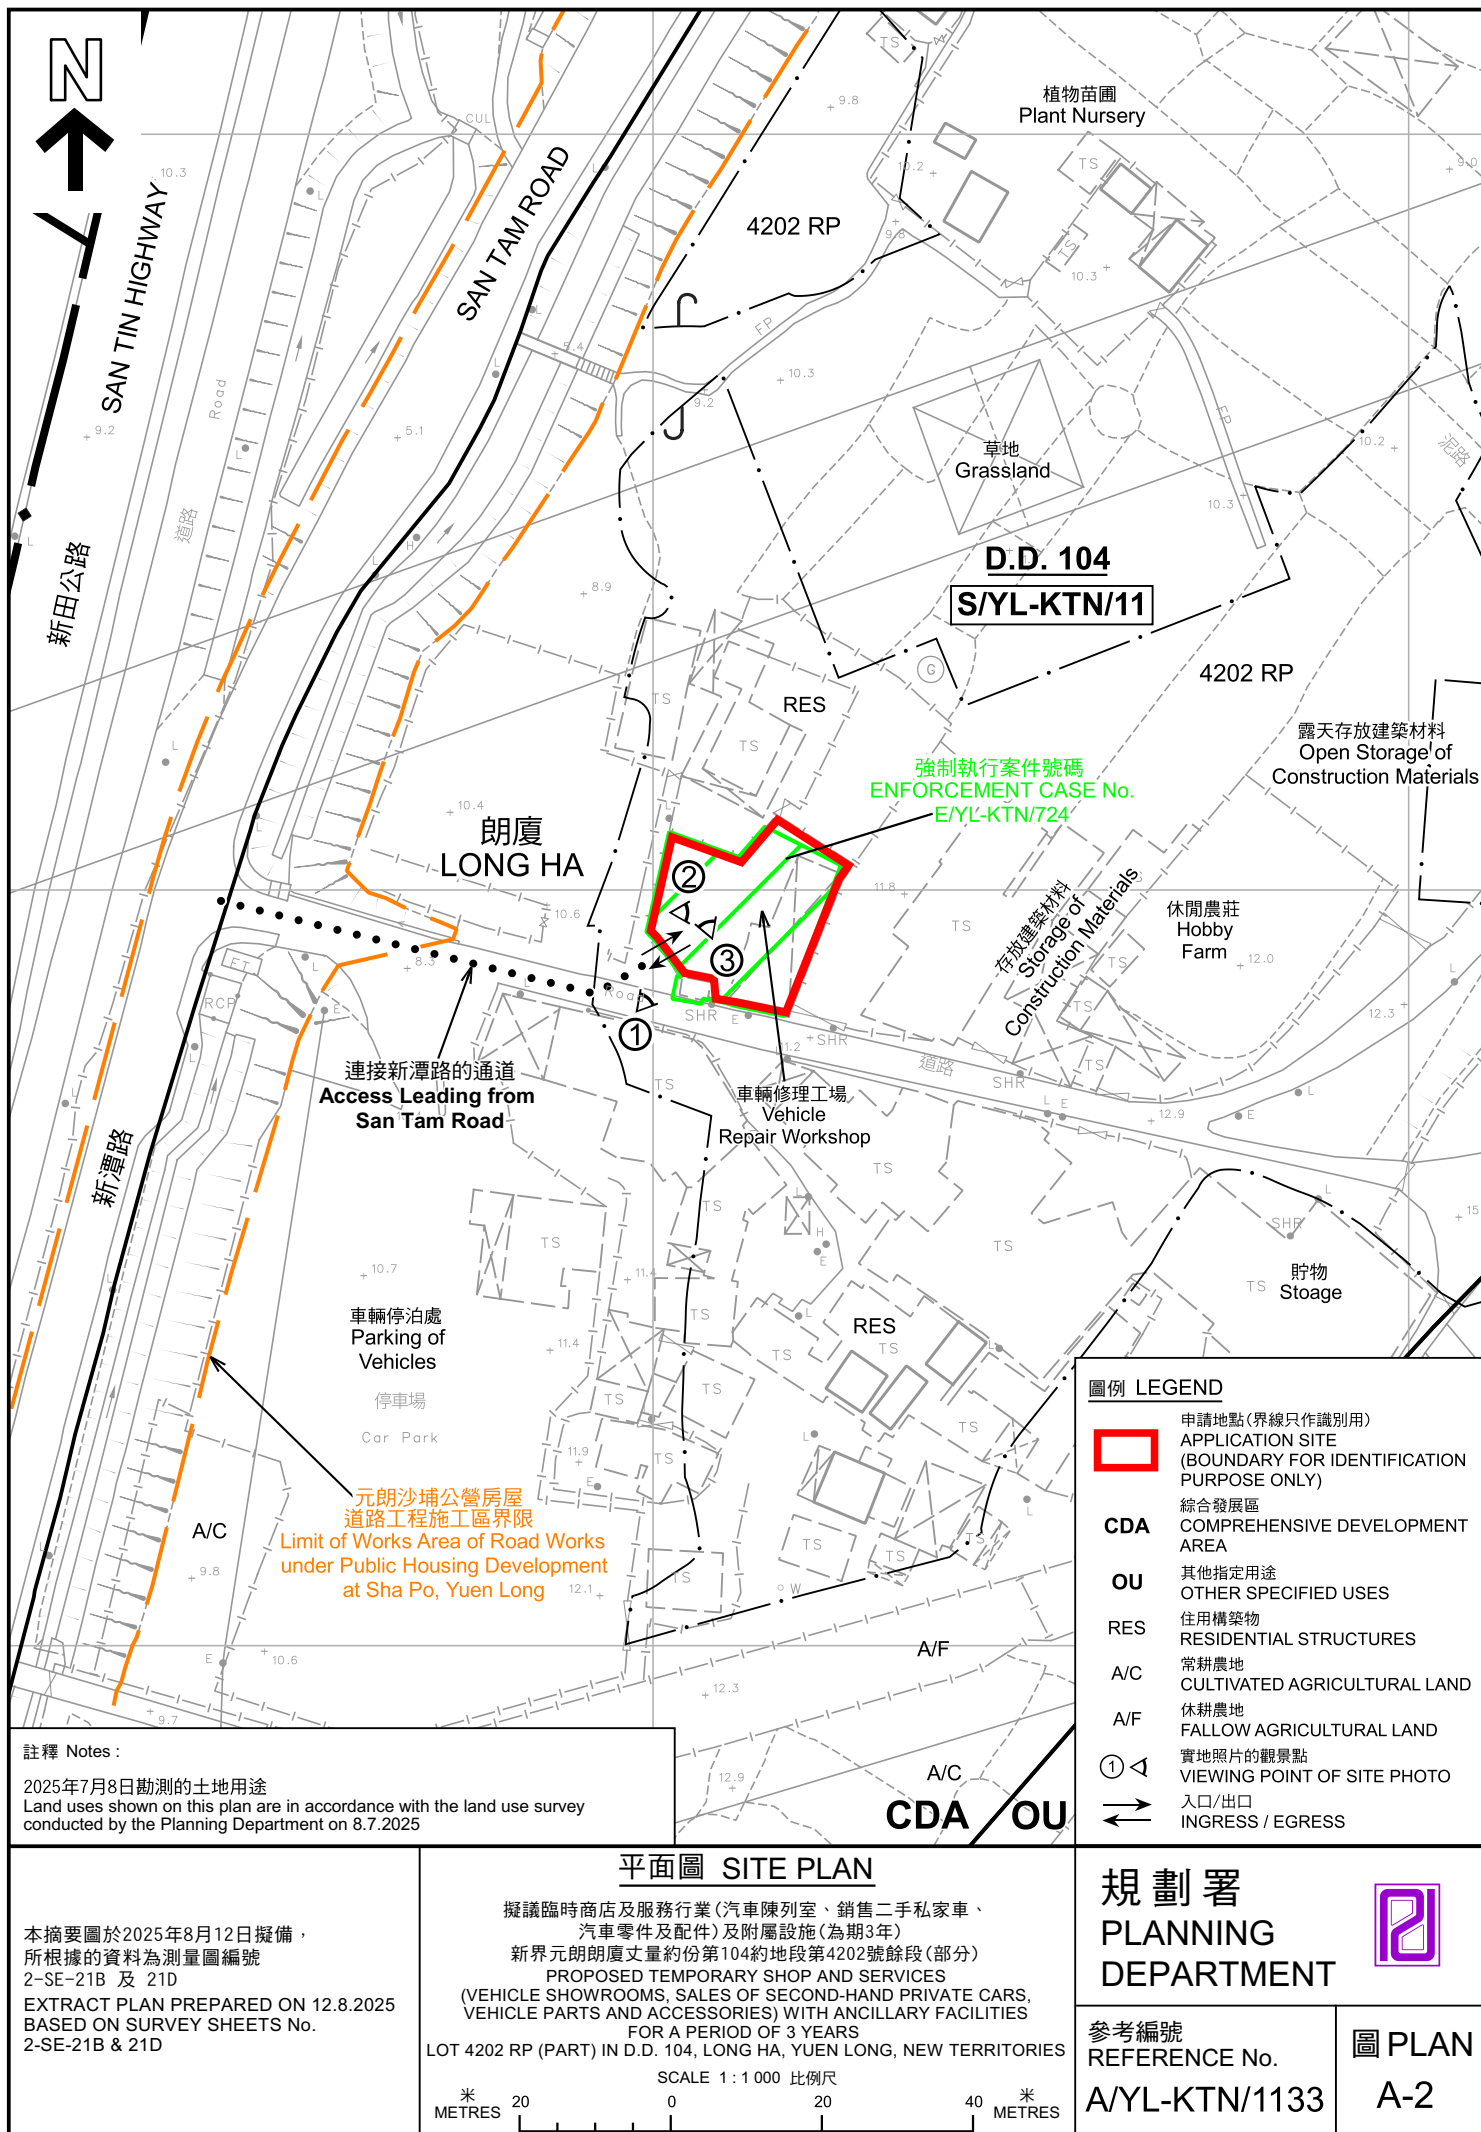 N
SAN TIN HIGHWAY
新田公路
SAN TAM ROAD
新潭路
Road
道路
CUL
植物苗圃
Plant Nursery
4202 RP
草地
Grassland
D.D. 104
S/YL-KTN/11
G
4202 RP
泥路
FP
FP
RES
露天存放建築材料
Open Storage of
Construction Materials
強制執行案件號碼
ENFORCEMENT CASE No.
E/YL-KTN/724
朗廈
LONG HA
2
3
1
存放建築材料
Storage of
Construction Materials
休閒農莊
Hobby
Farm
ET
RCP
Road
SHR
SHR
道路
SHR
連接新潭路的通道
Access Leading from
San Tam Road
車輛修理工場
Vehicle
Repair Workshop
SHR
貯物
Stoage
車輛停泊處
Parking of
Vehicles
停車場
Car Park
RES
元朗沙埔公營房屋
道路工程施工區界限
Limit of Works Area of Road Works
under Public Housing Development
at Sha Po, Yuen Long
A/C
A/F
A/C
CDA
OU
圖例 LEGEND
申請地點(界線只作識別用)
APPLICATION SITE
(BOUNDARY FOR IDENTIFICATION
PURPOSE ONLY)
綜合發展區
CDA COMPREHENSIVE DEVELOPMENT
AREA
其他指定用途
OU OTHER SPECIFIED USES
住用構築物
RES RESIDENTIAL STRUCTURES
常耕農地
A/C CULTIVATED AGRICULTURAL LAND
休耕農地
A/F FALLOW AGRICULTURAL LAND
實地照片的觀景點
1 VIEWING POINT OF SITE PHOTO
入口/出口
INGRESS / EGRESS
註釋 Notes :
2025年7月8日勘測的土地用途
Land uses shown on this plan are in accordance with the land use survey
conducted by the Planning Department on 8.7.2025
本摘要圖於2025年8月12日擬備，
所根據的資料為測量圖編號
2-SE-21B 及 21D
EXTRACT PLAN PREPARED ON 12.8.2025
BASED ON SURVEY SHEETS No.
2-SE-21B & 21D
平面圖 SITE PLAN
擬議臨時商店及服務行業(汽車陳列室、銷售二手私家車、
汽車零件及配件)及附屬設施(為期3年)
新界元朗朗廈丈量約份第104約地段第4202號餘段(部分)
PROPOSED TEMPORARY SHOP AND SERVICES
(VEHICLE SHOWROOMS, SALES OF SECOND-HAND PRIVATE CARS,
VEHICLE PARTS AND ACCESSORIES) WITH ANCILLARY FACILITIES
FOR A PERIOD OF 3 YEARS
LOT 4202 RP (PART) IN D.D. 104, LONG HA, YUEN LONG, NEW TERRITORIES
SCALE 1 : 1 000 比例尺
米
METRES 20 0 20 40 米
METRES
規劃署
PLANNING
DEPARTMENT
參考編號
REFERENCE No.
A/YL-KTN/1133
圖 PLAN
A-2